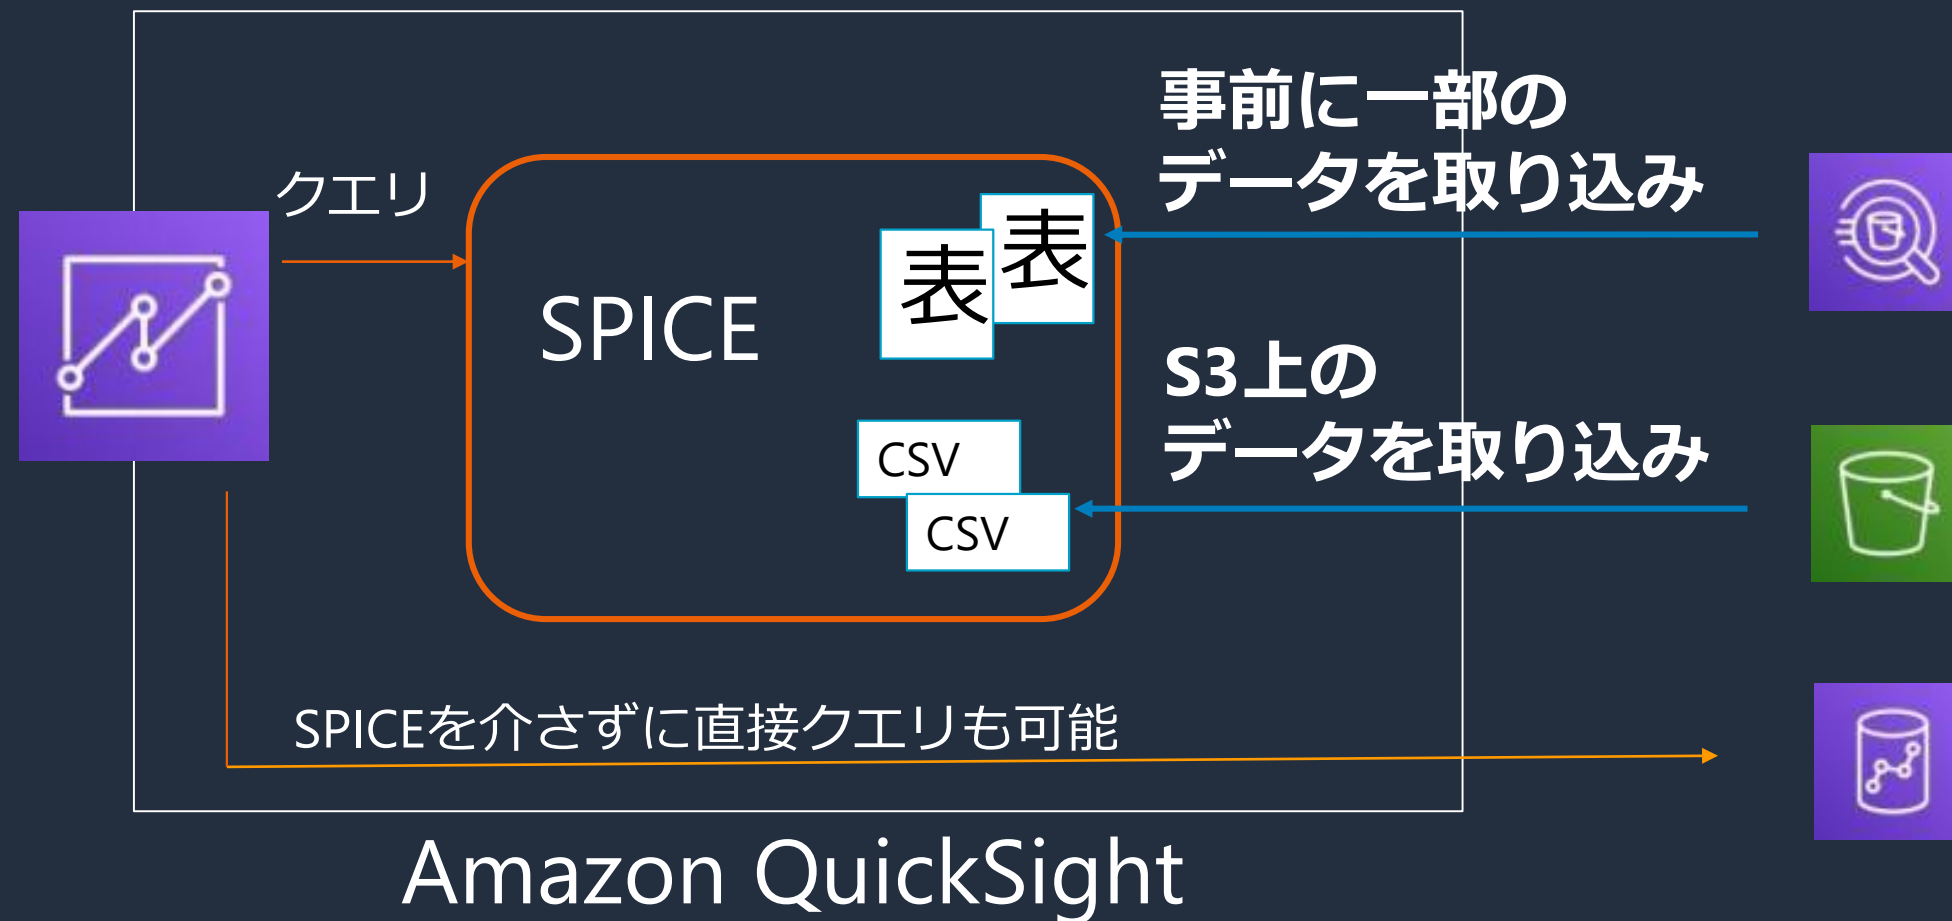 事前に一部の
データを取り込み
クエリ
表
表
SPICE
S3上の
データを取り込み
CSV
CSV
SPICEを介さずに直接クエリも可能
Amazon QuickSight